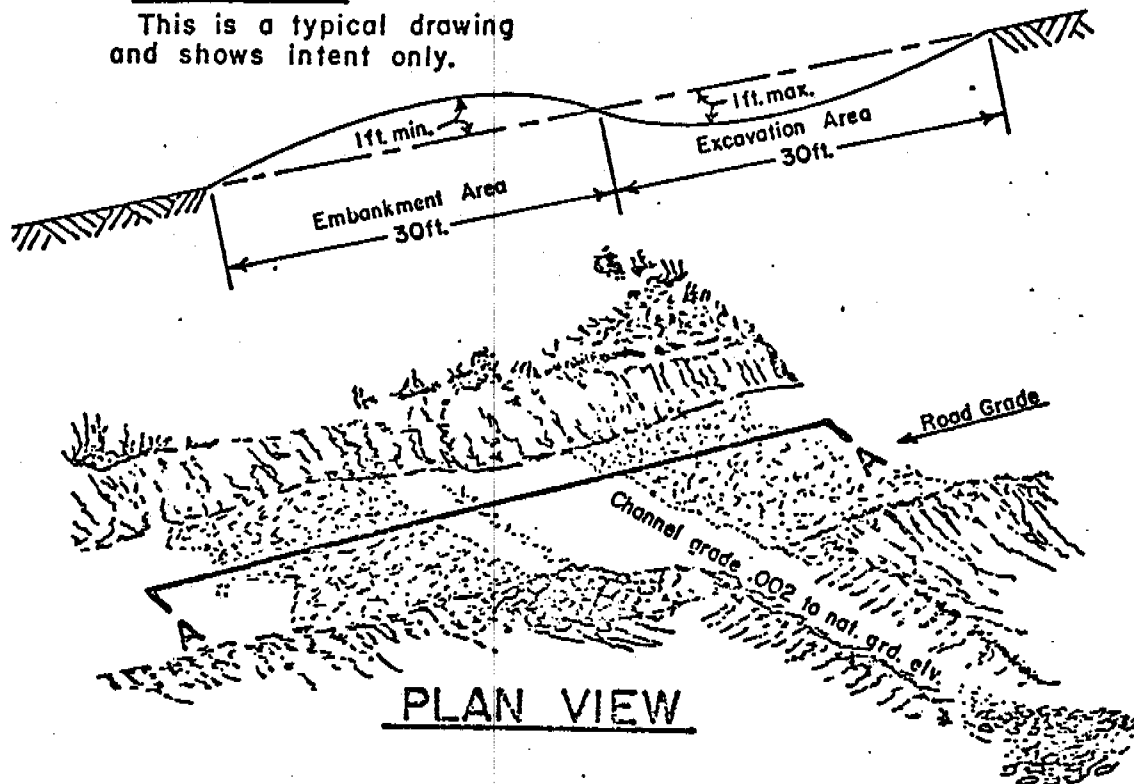 This is a typical drawing
and shows intent only.
1ft. min.
1ft. max.
Embankment Area
30ft.
Excavation Area
30ft.
Road Grade
A
Channel grade .002 to nat. grd. elv.
A
PLAN VIEW